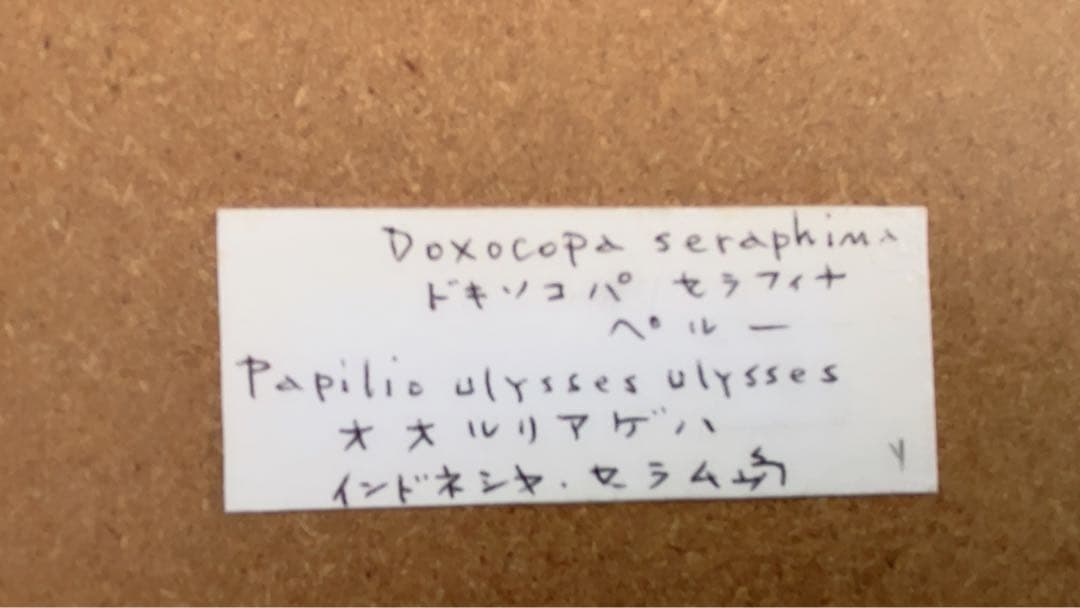 Doxocopa seraphina
ドキソコパ セラフィナ
ペルー
Papilio ulysses ulysses
オオルリアゲハ
インドネシヤ.セラム島